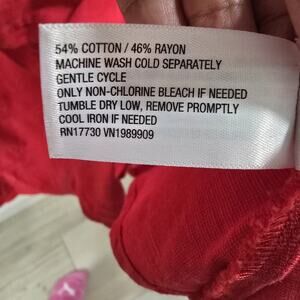 54% COTTON / 46% RAYON
MACHINE WASH COLD SEPARATELY
GENTLE CYCLE
ONLY NON-CHLORINE BLEACH IF NEEDED
TUMBLE DRY LOW, REMOVE PROMPTLY
COOL IRON IF NEEDED
RN17730 VN1989909